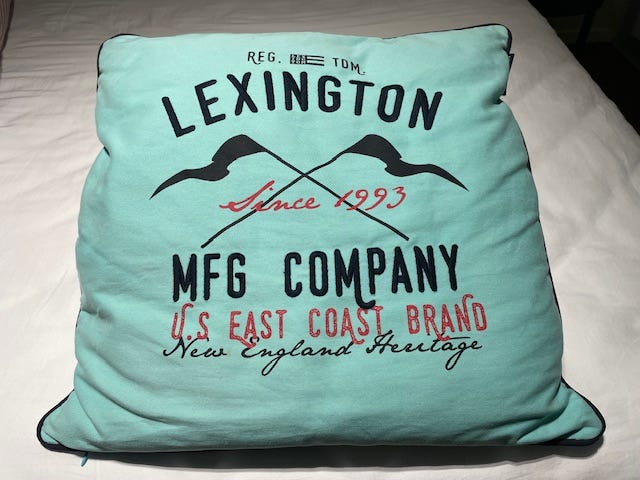 REG. TDM.
LEXINGTON
Since 1993
MFG COMPANY
U.S EAST COAST BRAND
New England Heritage